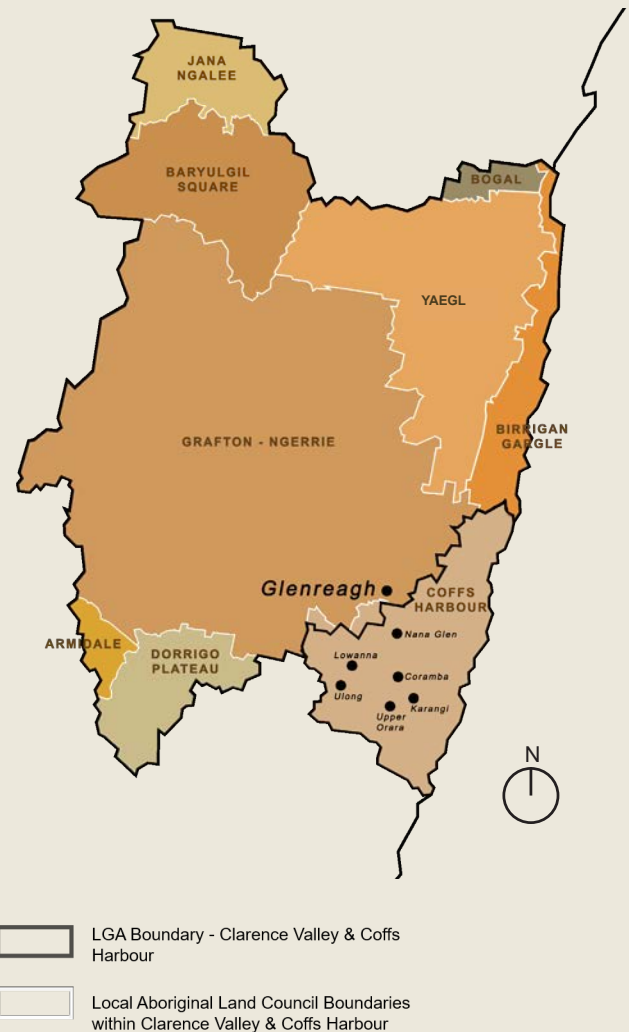 JANA
NGALEE
BARYULGIL
SQUARE
BOGAL
YAEGL
BIRRIGAN
GARGLE
GRAFTON - NGERRIE
Glenreagh
COFFS
HARBOUR
ARMIDALE
DORRIGO
PLATEAU
Nana Glen
Lowanna
Coramba
Ulong
Karangi
Upper
Orara
N
LGA Boundary - Clarence Valley & Coffs
Harbour
Local Aboriginal Land Council Boundaries
within Clarence Valley & Coffs Harbour